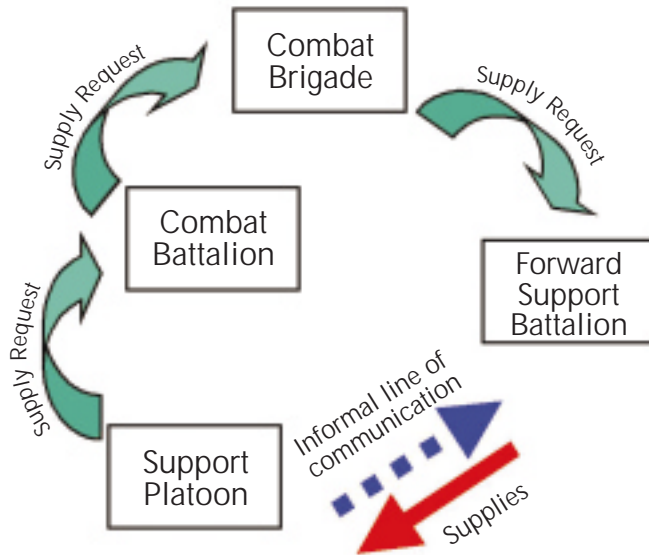 Combat
Brigade
Supply Request
Supply Request
Combat
Battalion
Forward
Support
Battalion
Supply Request
Informal line of
communication
Support
Platoon
Supplies